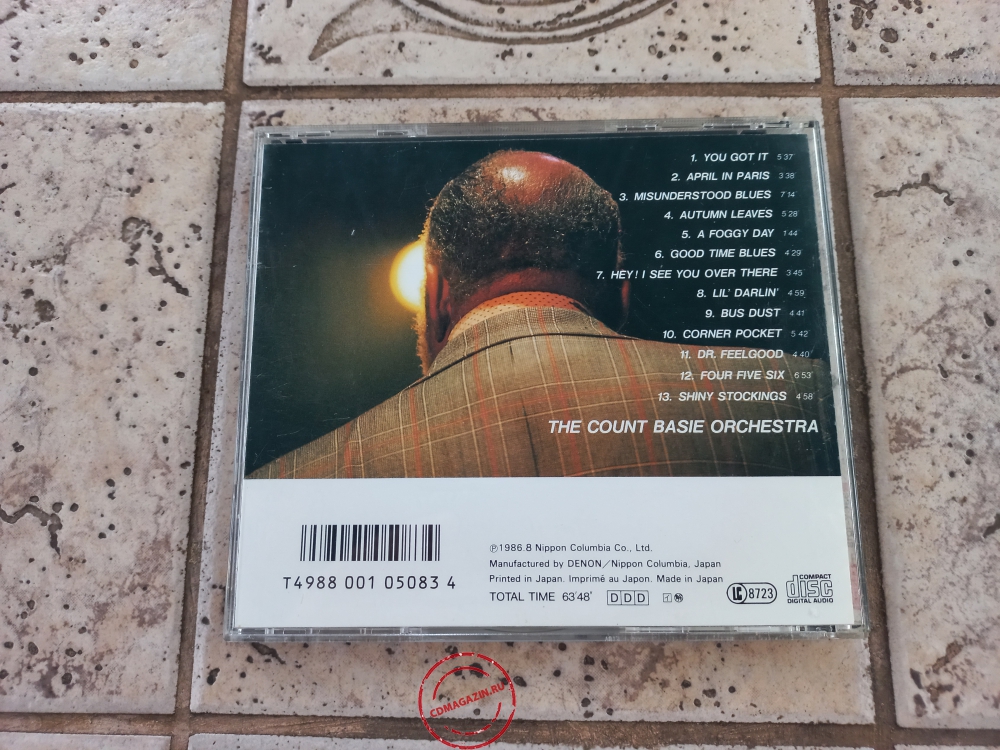 1. YOU GOT IT 5'37"
2. APRIL IN PARIS 3'38"
3. MISUNDERSTOOD BLUES 7'14"
4. AUTUMN LEAVES 5'28"
5. A FOGGY DAY 1'44"
6. GOOD TIME BLUES 4'29"
7. HEY! I SEE YOU OVER THERE 3'45"
8. LIL' DARLIN' 4'59"
9. BUS DUST 4'41"
10. CORNER POCKET 5'42"
11. DR. FEELGOOD 4'40"
12. FOUR FIVE SIX 6'53"
13. SHINY STOCKINGS 4'58"
THE COUNT BASIE ORCHESTRA
T4988 001 05083 4
℗1986.8 Nippon Columbia Co., Ltd.
Manufactured by DENON/Nippon Columbia, Japan
Printed in Japan. Imprimé au Japon. Made in Japan
TOTAL TIME 63'48" DDD
LC 8723
COMPACT
disc
DIGITAL AUDIO
CDMAGAZIN.RU